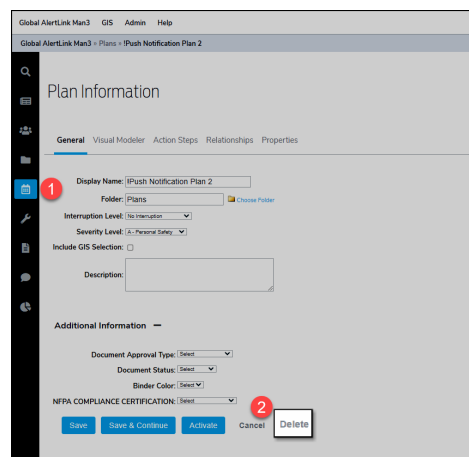 Global AlertLink Man3 GIS Admin Help
Global AlertLink Man3 » Plans » !Push Notification Plan 2
Plan Information
General Visual Modeler Action Steps Relationships Properties
1
Display Name: !Push Notification Plan 2
Folder: Plans Choose Folder
Interruption Level: No Interruption
Severity Level: A - Personal Safety
Include GIS Selection:
Description:
Additional Information
Document Approval Type: Select
Document Status: Select
Binder Color: Select
NFPA COMPLIANCE CERTIFICATION: Select
2
Save Save & Continue Activate Cancel Delete